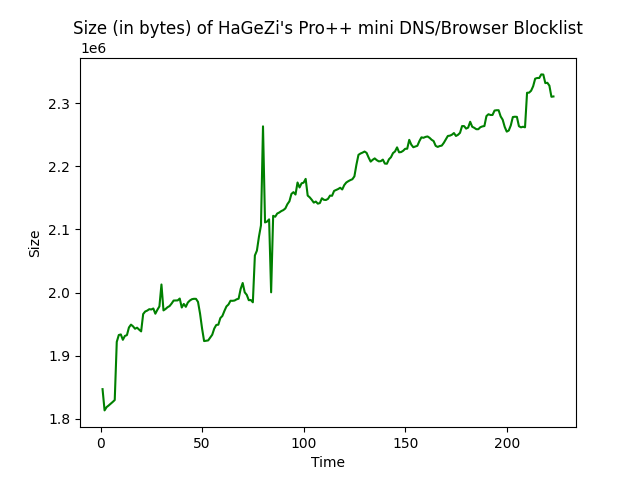 Size (in bytes) of HaGeZi's Pro++ mini DNS/Browser Blocklist
1e6
2.3
2.2
2.1
2.0
1.9
1.8
Size
0 50 100 150 200
Time